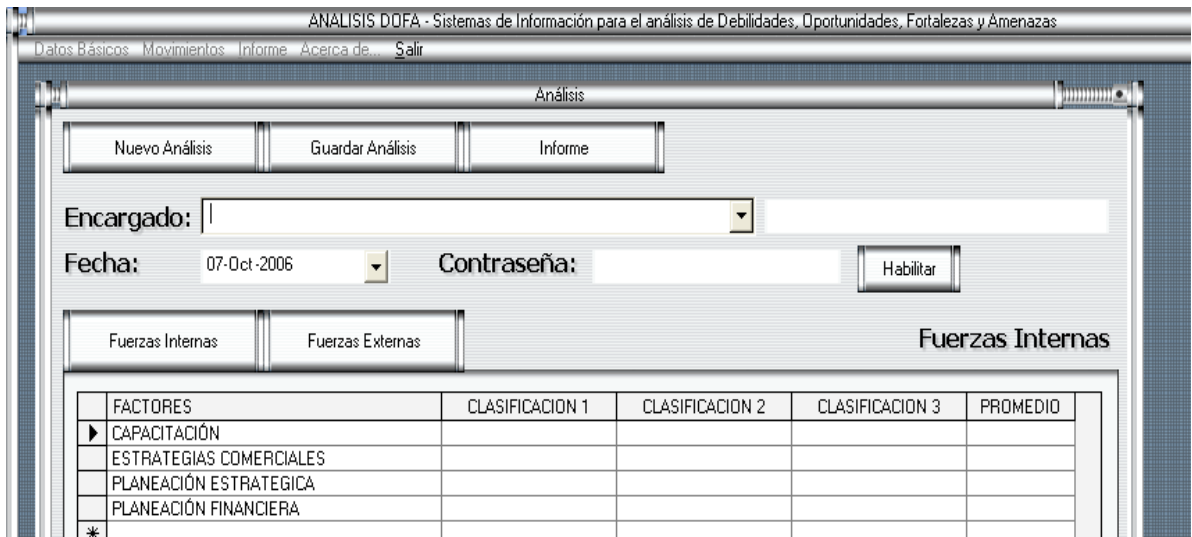 ANALISIS DOFA - Sistemas de Información para el análisis de Debilidades, Oportunidades, Fortalezas y Amenazas
Datos Básicos Movimientos Informe Acerca de... Salir
Análisis
Nuevo Análisis Guardar Análisis Informe
Encargado:
Fecha: 07-Oct-2006 Contraseña: Habilitar
Fuerzas Internas Fuerzas Externas Fuerzas Internas
FACTORES CLASIFICACION 1 CLASIFICACION 2 CLASIFICACION 3 PROMEDIO
CAPACITACIÓN
ESTRATEGIAS COMERCIALES
PLANEACIÓN ESTRATEGICA
PLANEACIÓN FINANCIERA